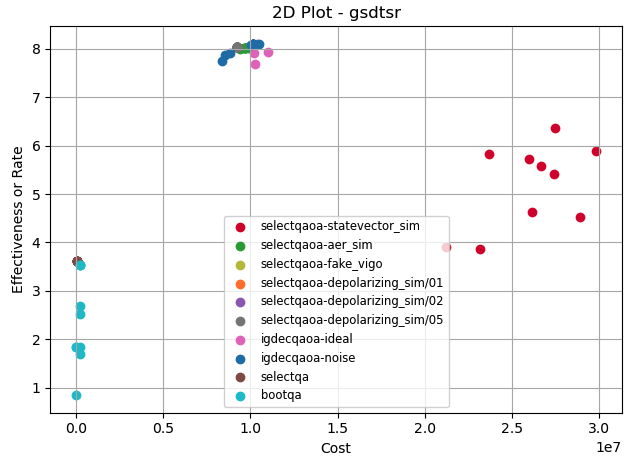 2D Plot - gsdtsr
Effectiveness or Rate
8
7
6
5
4
3
2
1
selectqaoa-statevector_sim
selectqaoa-aer_sim
selectqaoa-fake_vigo
selectqaoa-depolarizing_sim/01
selectqaoa-depolarizing_sim/02
selectqaoa-depolarizing_sim/05
igdecqaoa-ideal
igdecqaoa-noise
selectqa
bootqa
0.0 0.5 1.0 1.5 2.0 2.5 3.0
1e7
Cost